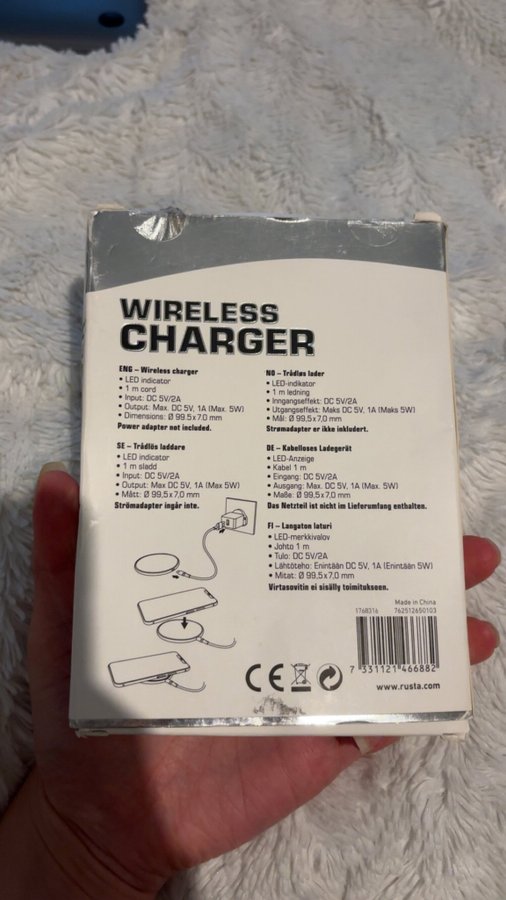 WIRELESS
CHARGER
ENG – Wireless charger
• LED indicator
• 1 m cord
• Input: DC 5V/2A
• Output: Max. DC 5V, 1A (Max. 5W)
• Dimensions: Ø 99.5x7.0 mm
Power adapter not included.
SE – Trådlös laddare
• LED indicator
• 1 m sladd
• Input: DC 5V/2A
• Output: Max DC 5V, 1A (Max 5W)
• Mått: Ø 99,5x7,0 mm
Strömadapter ingår inte.
NO – Trådløs lader
• LED-indikator
• 1 m ledning
• Inngangseffekt: DC 5V/2A
• Utgangseffekt: Maks DC 5V, 1A (Maks 5W)
• Mål: Ø 99,5x7,0 mm
Strømadapter er ikke inkludert.
DE – Kabelloses Ladegerät
• LED-Anzeige
• Kabel 1 m
• Eingang: DC 5V/2A
• Ausgang: Max. DC 5V, 1A (Max. 5W)
• Maße: Ø 99,5x7,0 mm
Das Netzteil ist nicht im Lieferumfang enthalten.
FI – Langaton laturi
• LED-merkkivalov
• Johto 1 m
• Tulo: DC 5V/2A
• Lähtöteho: Enintään DC 5V, 1A (Enintään 5W)
• Mitat: Ø 99,5x7,0 mm
Virtasovitin ei sisälly toimitukseen.
Made in China
1768316 762512650103
7 331121 466882
CE
www.rusta.com